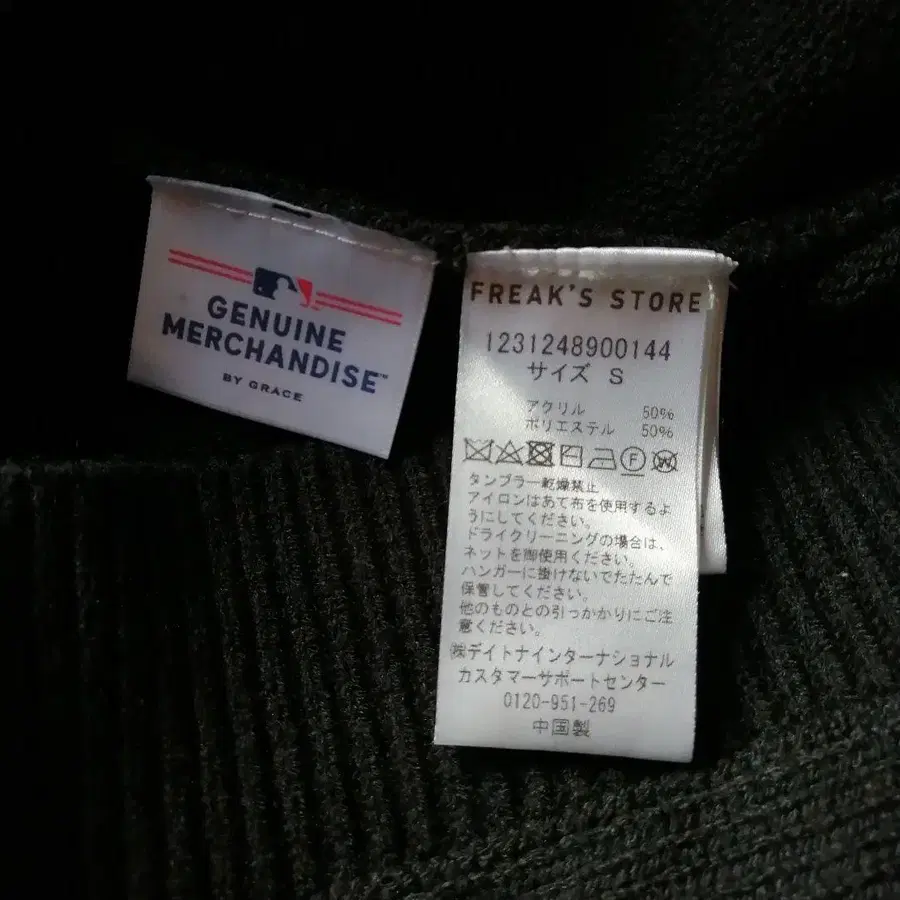 GENUINE
MERCHANDISE™
BY GRACE
FREAK'S STORE
1231248900144
サイズ S
アクリル 50%
ポリエステル 50%
F W
タンブラー乾燥禁止
アイロンはあて布を使用するよ
うにしてください。
ドライクリーニングの場合は、
ネットを御使用ください。
ハンガーに掛けないでたたんで
保管してください。
他のものとの引っかかりにご注
意ください。
㈱デイトナインターナショナル
カスタマーサポートセンター
0120-951-269
中国製